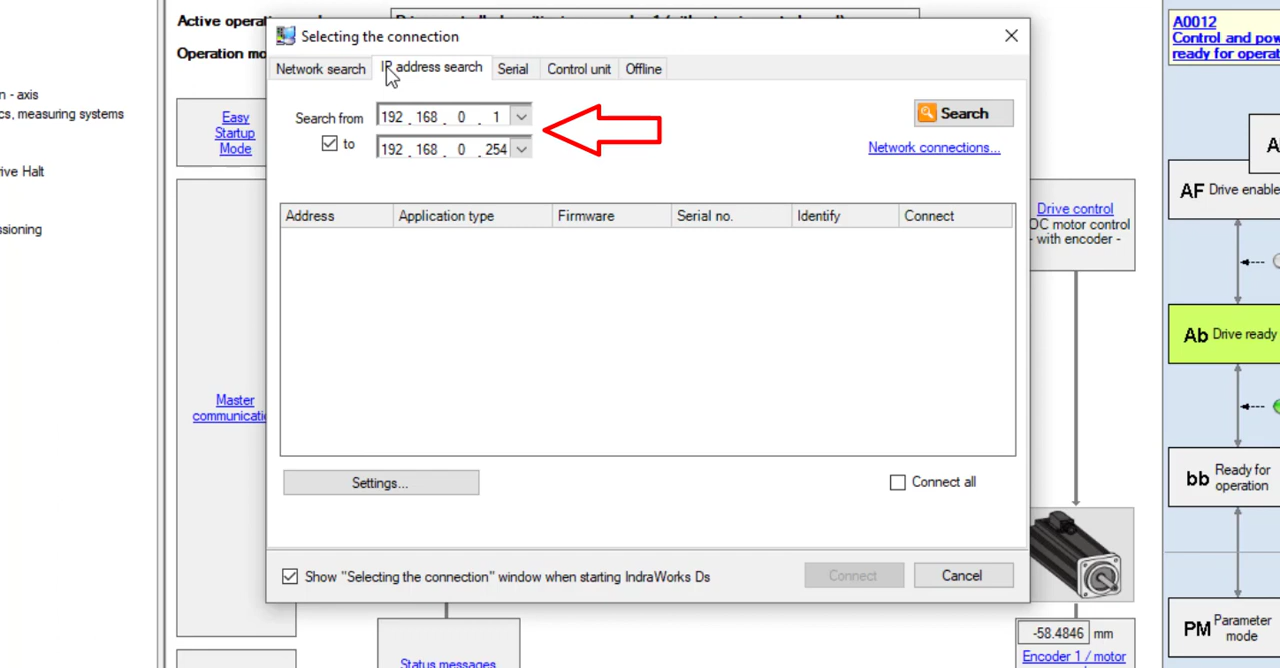 Active opera
Operation mo
n - axis
cs, measuring systems
ive Halt
ssioning
Easy
Startup
Mode
Master
communicatio
Status messages
Selecting the connection
Network search
IP address search
Serial
Control unit
Offline
Search from
192 . 168 . 0 . 1
to
192 . 168 . 0 . 254
Search
Network connections...
Address
Application type
Firmware
Serial no.
Identify
Connect
Settings...
Connect all
Show "Selecting the connection" window when starting IndraWorks Ds
Connect
Cancel
Drive control
OC motor control
- with encoder -
-58.4846 mm
Encoder 1 / motor
A0012
Control and pow
ready for operat
A
AF Drive enable
Ab Drive ready
bb Ready for
operation
PM Parameter
mode